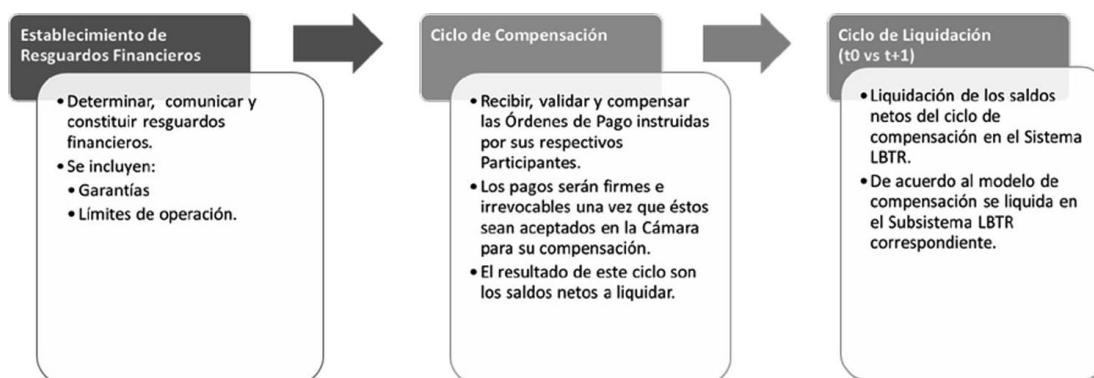 Establecimiento de
Resguardos Financieros
• Determinar, comunicar y
constituir resguardos
financieros.
• Se incluyen:
• Garantías
• Límites de operación.
Ciclo de Compensación
• Recibir, validar y compensar
las Órdenes de Pago instruidas
por sus respectivos
Participantes.
• Los pagos serán firmes e
irrevocables una vez que éstos
sean aceptados en la Cámara
para su compensación.
• El resultado de este ciclo son
los saldos netos a liquidar.
Ciclo de Liquidación
(t0 vs t+1)
• Liquidación de los saldos
netos del ciclo de
compensación en el Sistema
LBTR.
• De acuerdo al modelo de
compensación se liquida en
el Subsistema LBTR
correspondiente.